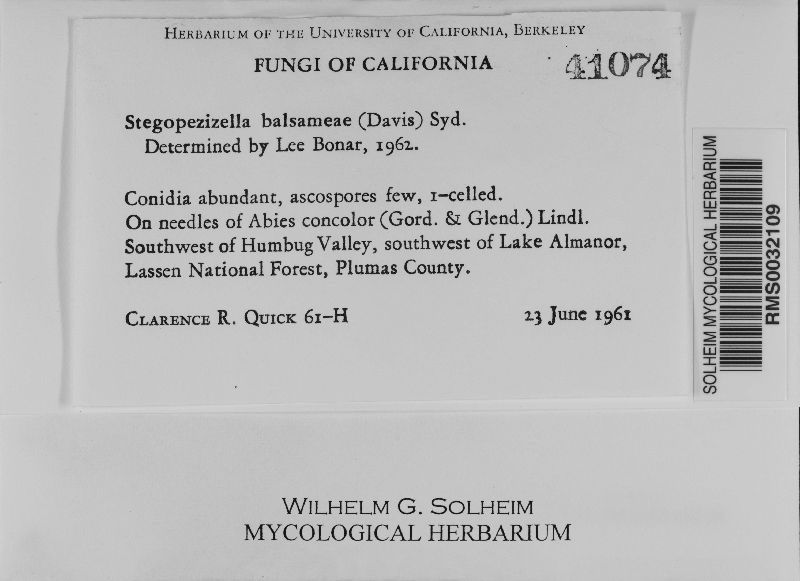 HERBARIUM OF THE UNIVERSITY OF CALIFORNIA, BERKELEY
FUNGI OF CALIFORNIA
41074
Stegopezizella balsameae (Davis) Syd.
Determined by Lee Bonar, 1962.
Conidia abundant, ascospores few, 1-celled.
On needles of Abies concolor (Gord. & Glend.) Lindl.
Southwest of Humbug Valley, southwest of Lake Almanor,
Lassen National Forest, Plumas County.
CLARENCE R. QUICK 61-H
23 June 1961
SOLHEIM MYCOLOGICAL HERBARIUM
RMS0032109
WILHELM G. SOLHEIM
MYCOLOGICAL HERBARIUM